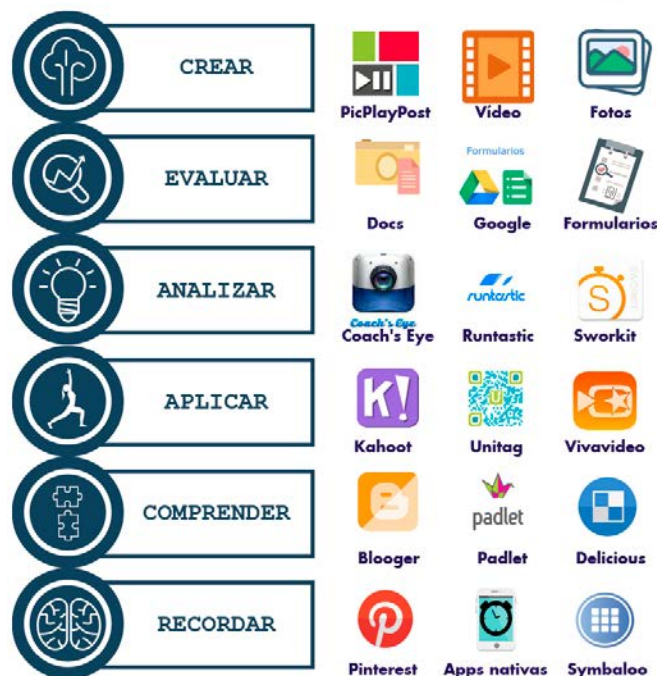 CREAR
PicPlayPost Vídeo Fotos
EVALUAR
Formularios
Docs Google Formularios
ANALIZAR
Coach's Eye
runtastic
S
Coach's Eye Runtastic Sworkit
APLICAR
K!
U
Kahoot Unitag Vivavideo
COMPRENDER
B
padlet
Blooger Padlet Delicious
RECORDAR
Pinterest Apps nativas Symbaloo